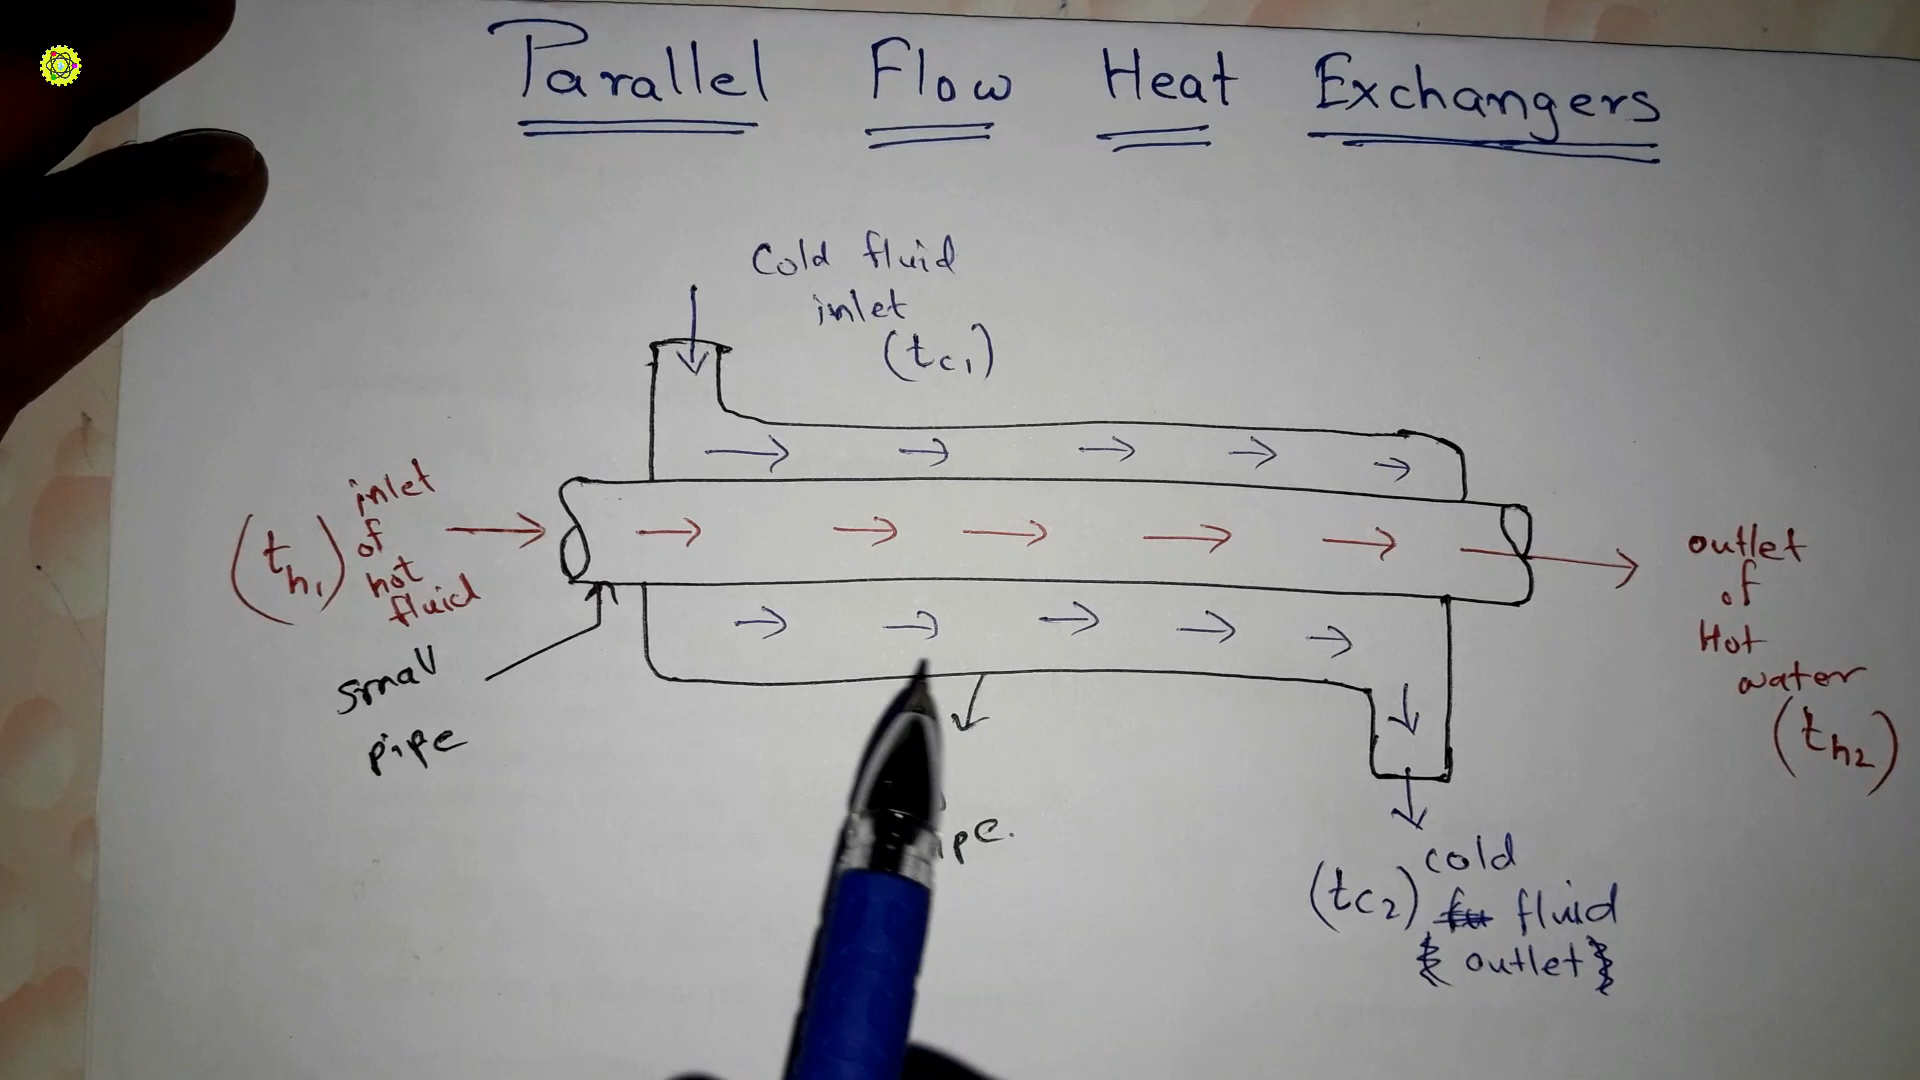 Parallel Flow Heat Exchangers
Cold fluid
inlet
(tc1)
(th1) inlet
of
hot
fluid
small
pipe
outlet
of
Hot
water
(th2)
(tc2) cold
fluid
outlet